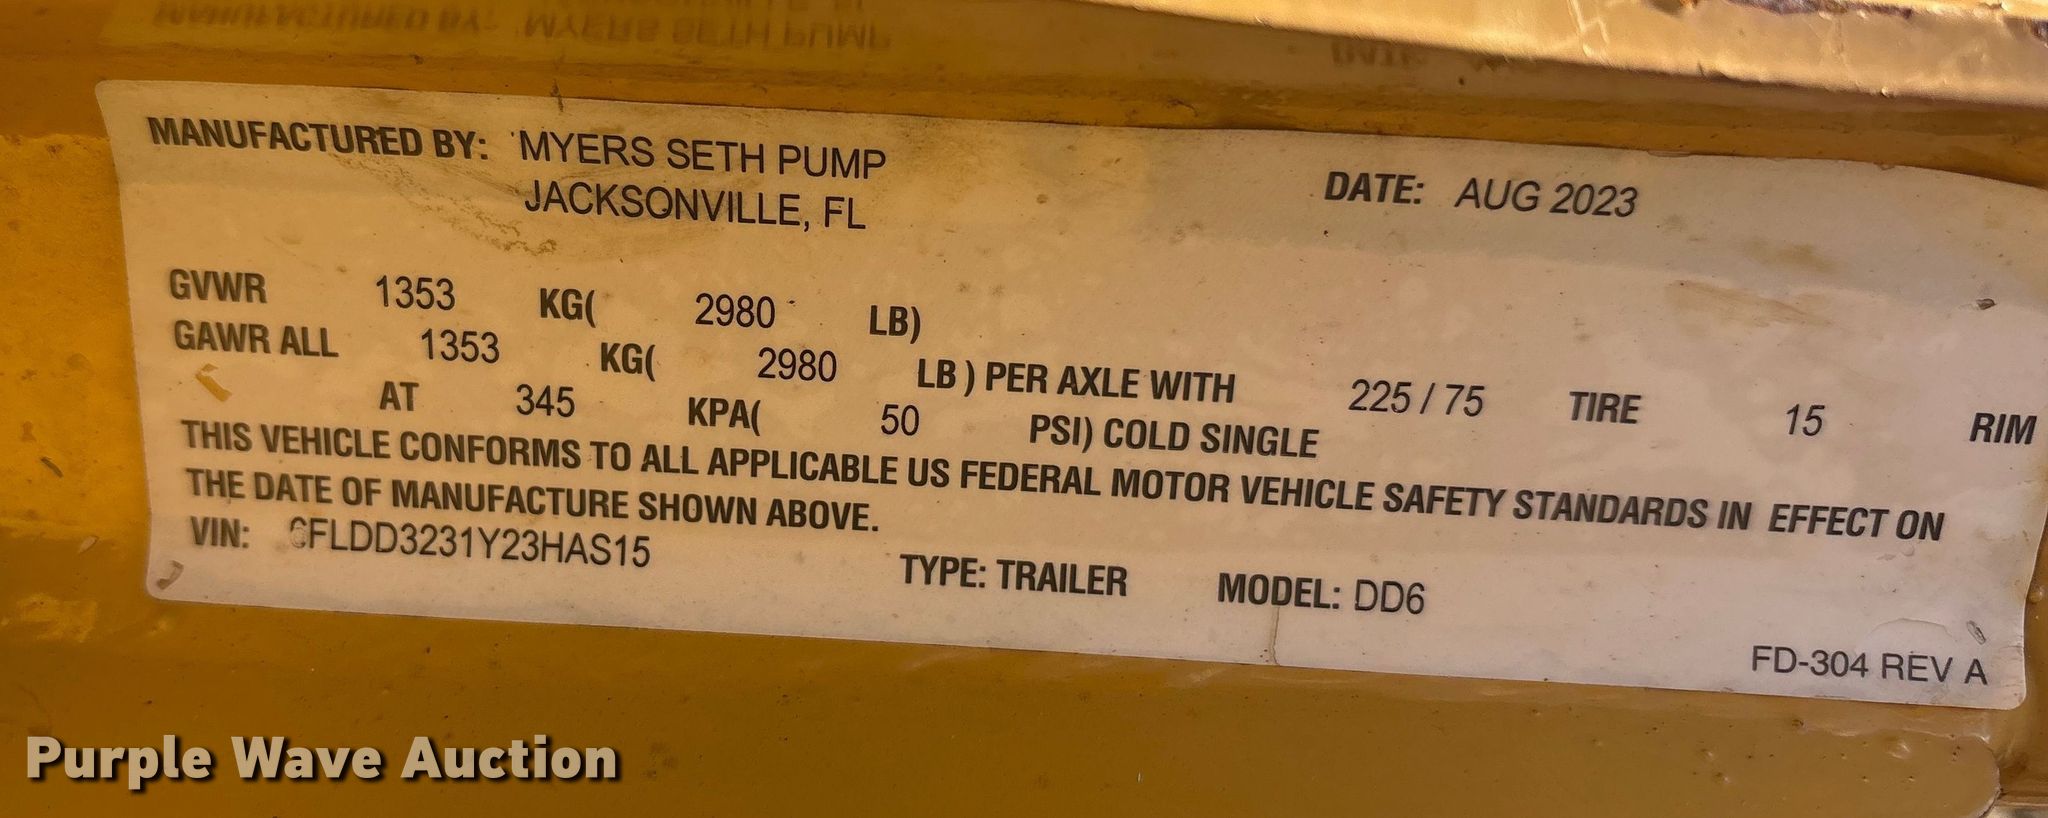 MANUFACTURED BY: MYERS SETH PUMP
JACKSONVILLE, FL
DATE: AUG 2023
GVWR 1353 KG( 2980 LB)
GAWR ALL 1353 KG( 2980 LB ) PER AXLE WITH 225 / 75 TIRE 15 RIM
AT 345 KPA( 50 PSI) COLD SINGLE
THIS VEHICLE CONFORMS TO ALL APPLICABLE US FEDERAL MOTOR VEHICLE SAFETY STANDARDS IN EFFECT ON
THE DATE OF MANUFACTURE SHOWN ABOVE.
VIN: TYPE: TRAILER MODEL: DD6
FD-304 REV A
Purple Wave Auction